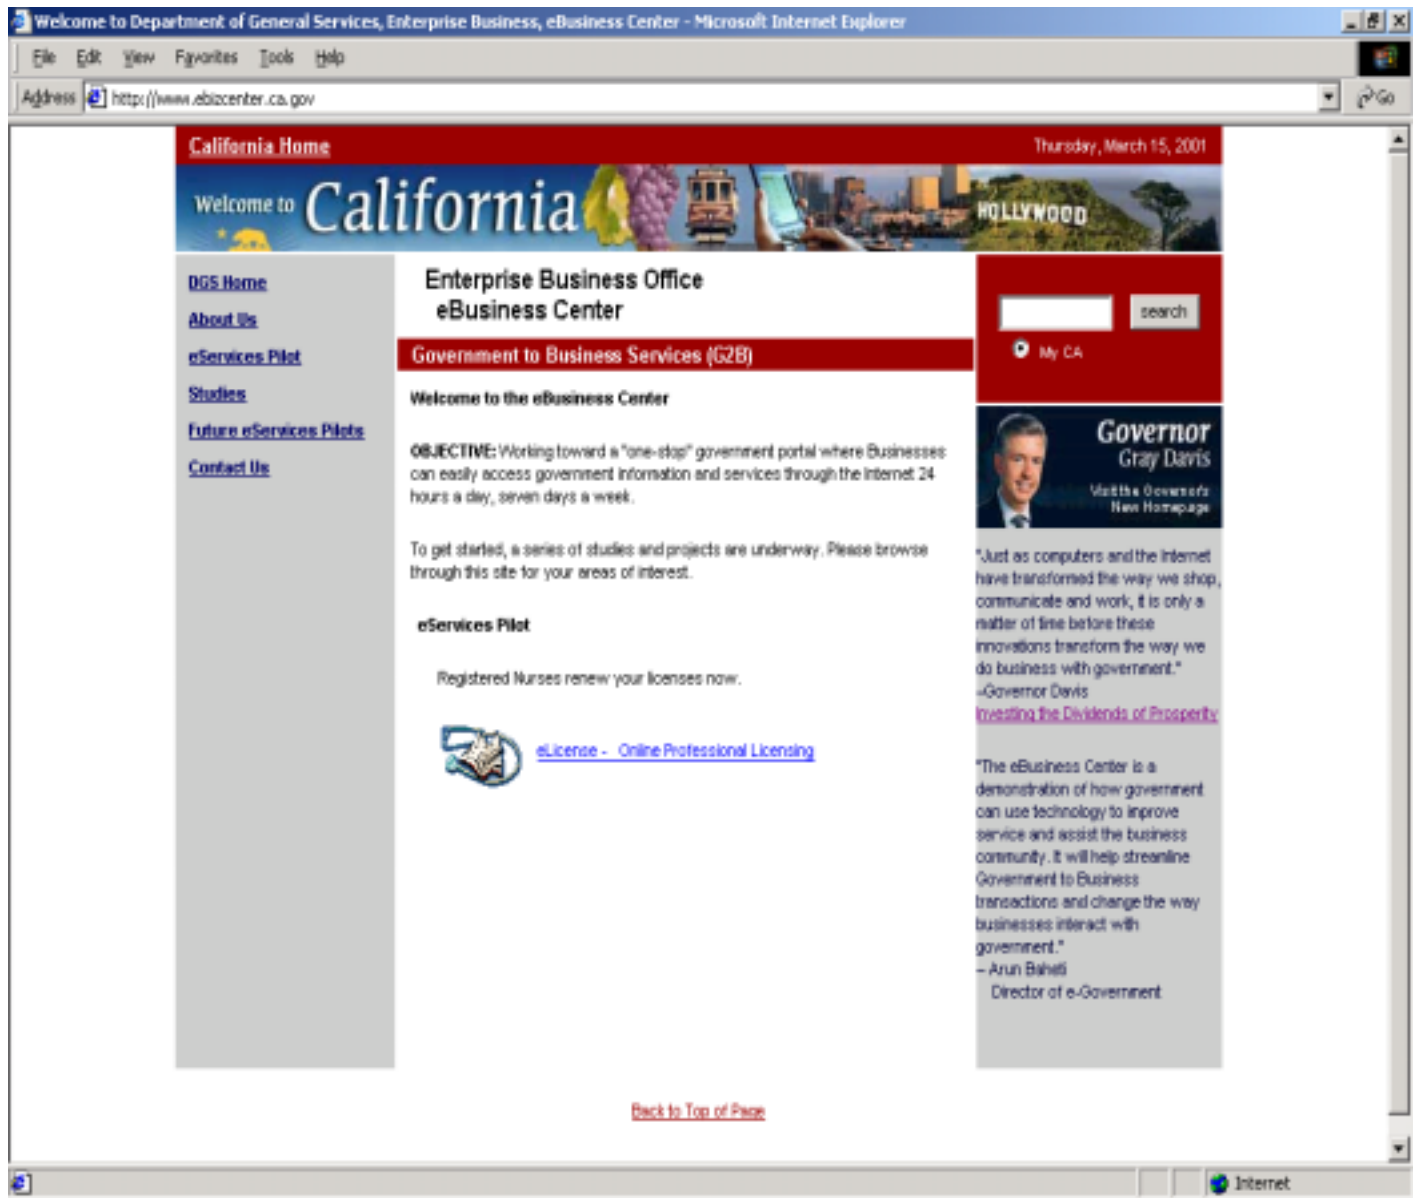 Welcome to Department of General Services, Enterprise Business, eBusiness Center - Microsoft Internet Explorer
File Edit View Favorites Tools Help
Address http://www.ebizcenter.ca.gov Go
California Home Thursday, March 15, 2001
Welcome to California
HOLLYWOOD
DGS Home
About Us
eServices Pilot
Studies
Future eServices Pilots
Contact Us
Enterprise Business Office
eBusiness Center
Government to Business Services (G2B)
Welcome to the eBusiness Center
OBJECTIVE: Working toward a "one-stop" government portal where Businesses
can easily access government information and services through the Internet 24
hours a day, seven days a week.
To get started, a series of studies and projects are underway. Please browse
through this site for your areas of interest.
eServices Pilot
Registered Nurses renew your licenses now.
eLicense - Online Professional Licensing
search
My CA
Governor
Gray Davis
Visit the Governor's
New Homepage
"Just as computers and the Internet
have transformed the way we shop,
communicate and work, it is only a
matter of time before these
innovations transform the way we
do business with government."
--Governor Davis
Investing the Dividends of Prosperity
"The eBusiness Center is a
demonstration of how government
can use technology to improve
service and assist the business
community. It will help streamline
Government to Business
transactions and change the way
businesses interact with
government."
-- Arun Baheti
Director of e-Government
Back to Top of Page
Internet